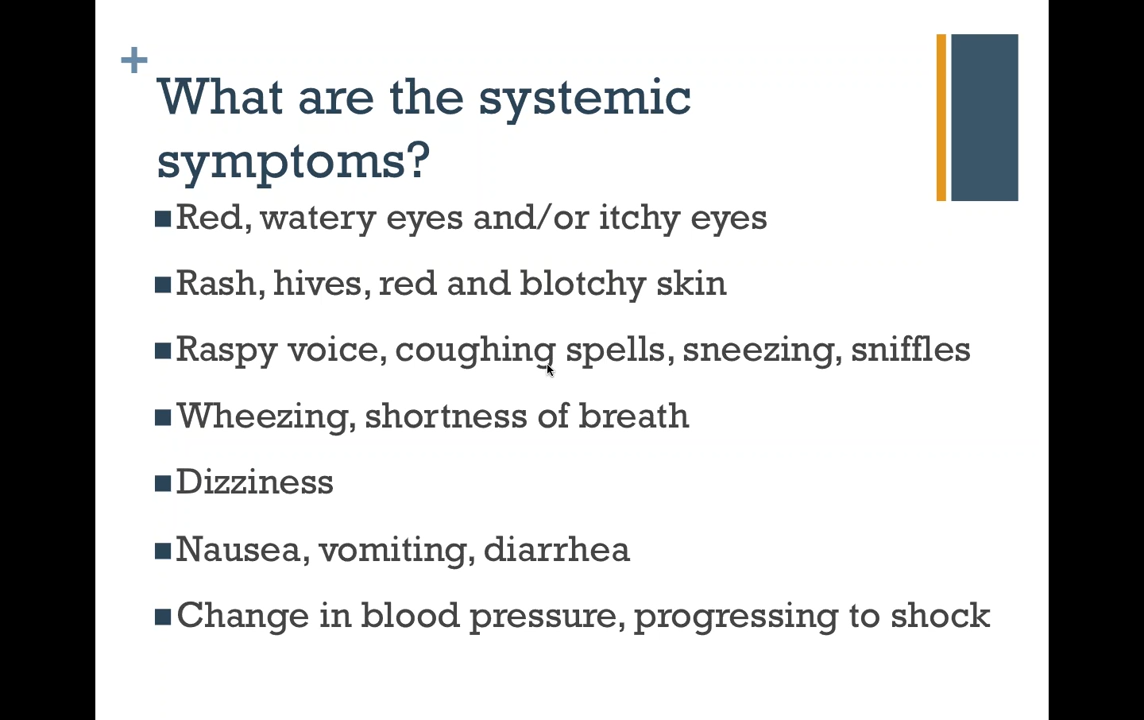 +
What are the systemic
symptoms?
■Red, watery eyes and/or itchy eyes
■Rash, hives, red and blotchy skin
■Raspy voice, coughing spells, sneezing, sniffles
■Wheezing, shortness of breath
■Dizziness
■Nausea, vomiting, diarrhea
■Change in blood pressure, progressing to shock